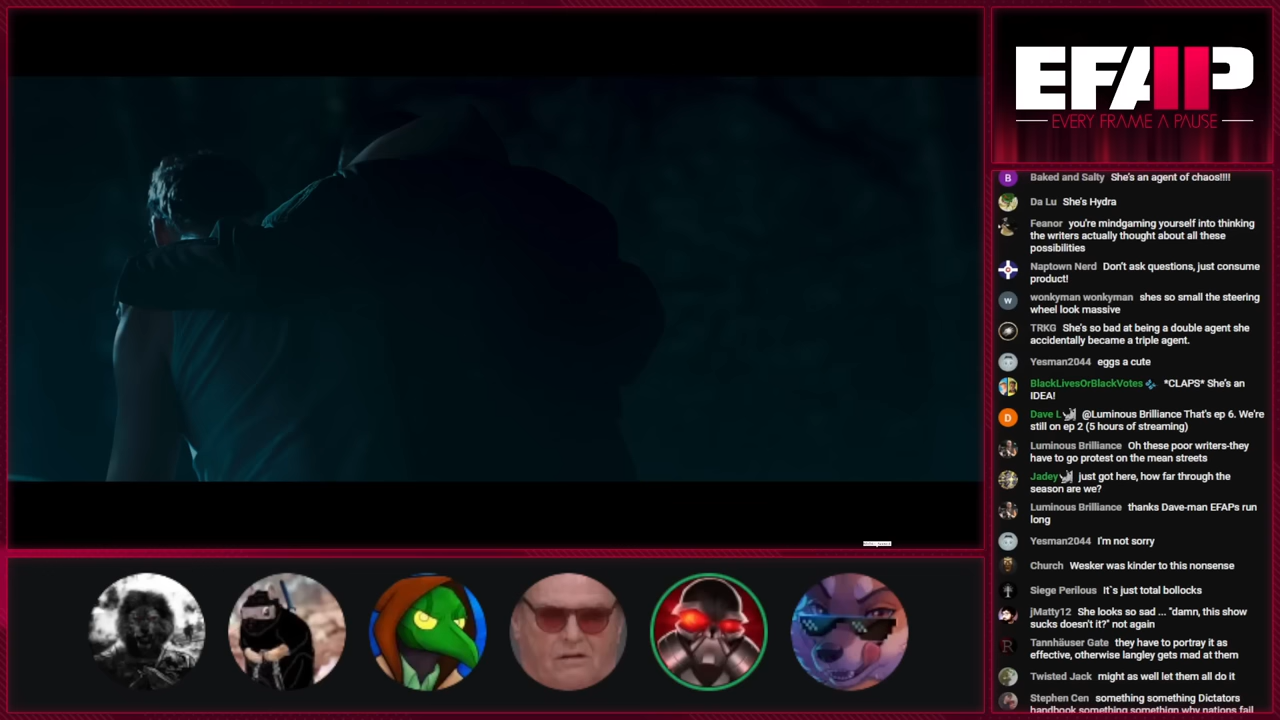 EFAP
EVERY FRAME A PAUSE
Baked and Salty She's an agent of chaos!!!!
Da Lu She's Hydra
Feanor you're mindgaming yourself into thinking
the writers actually thought about all these
possibilities
Naptown Nerd Don't ask questions, just consume
product!
wonkyman wonkyman shes so small the steering
wheel look massive
TRKG She's so bad at being a double agent she
accidentally became a triple agent.
Yesman2044 eggs a cute
BlackLivesOrBlackVotes *CLAPS* She's an
IDEA!
Dave L @Luminous Brilliance That's ep 6. We're
still on ep 2 (5 hours of streaming)
Luminous Brilliance Oh these poor writers-they
have to go protest on the mean streets
Jadey just got here, how far through the
season are we?
Luminous Brilliance thanks Dave-man EFAPs run
long
Yesman2044 I'm not sorry
Church Wesker was kinder to this nonsense
Siege Perilous It`s just total bollocks
jMatty12 She looks so sad ... "damn, this show
sucks doesn't it?" not again
Tannhäuser Gate they have to portray it as
effective, otherwise langley gets mad at them
Twisted Jack might as well let them all do it
Stephen Cen something something Dictators
handbook something somethign why nations fail